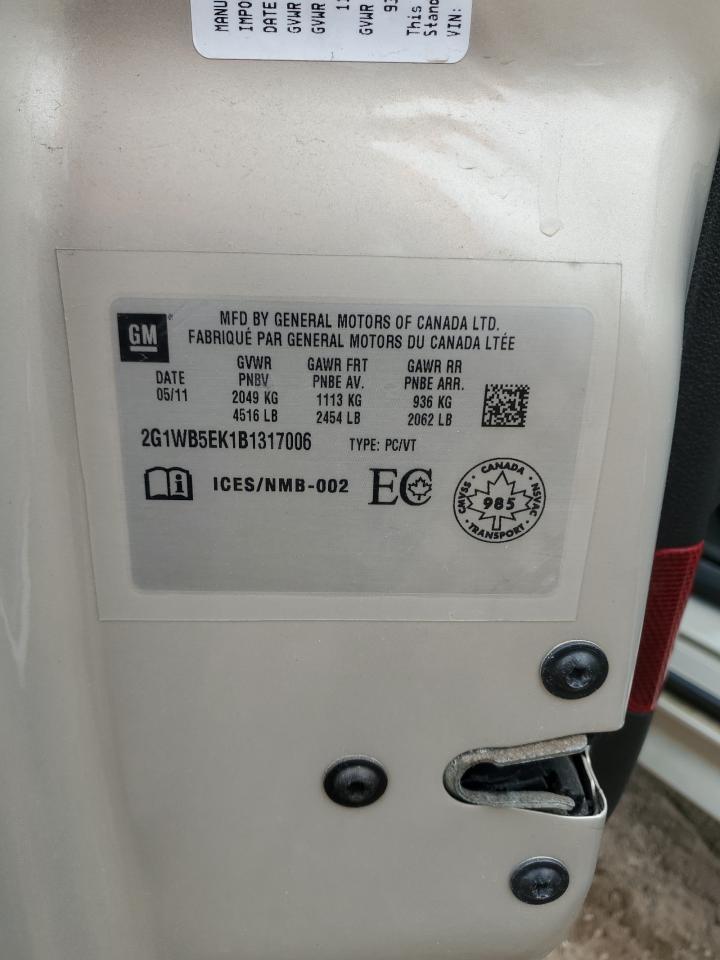 MANU
IMPO
DATE
GVWR
GVWR
GVWR
93
This
Stand
VIN:
GM
MFD BY GENERAL MOTORS OF CANADA LTD.
FABRIQUÉ PAR GENERAL MOTORS DU CANADA LTÉE
GVWR GAWR FRT GAWR RR
DATE PNBV PNBE AV. PNBE ARR.
05/11 2049 KG 1113 KG 936 KG
4516 LB 2454 LB 2062 LB
2G1WB5EK1B1317006 TYPE: PC/VT
i ICES/NMB-002 EC
CANADA
CMVSS 985 NSVAC
TRANSPORT